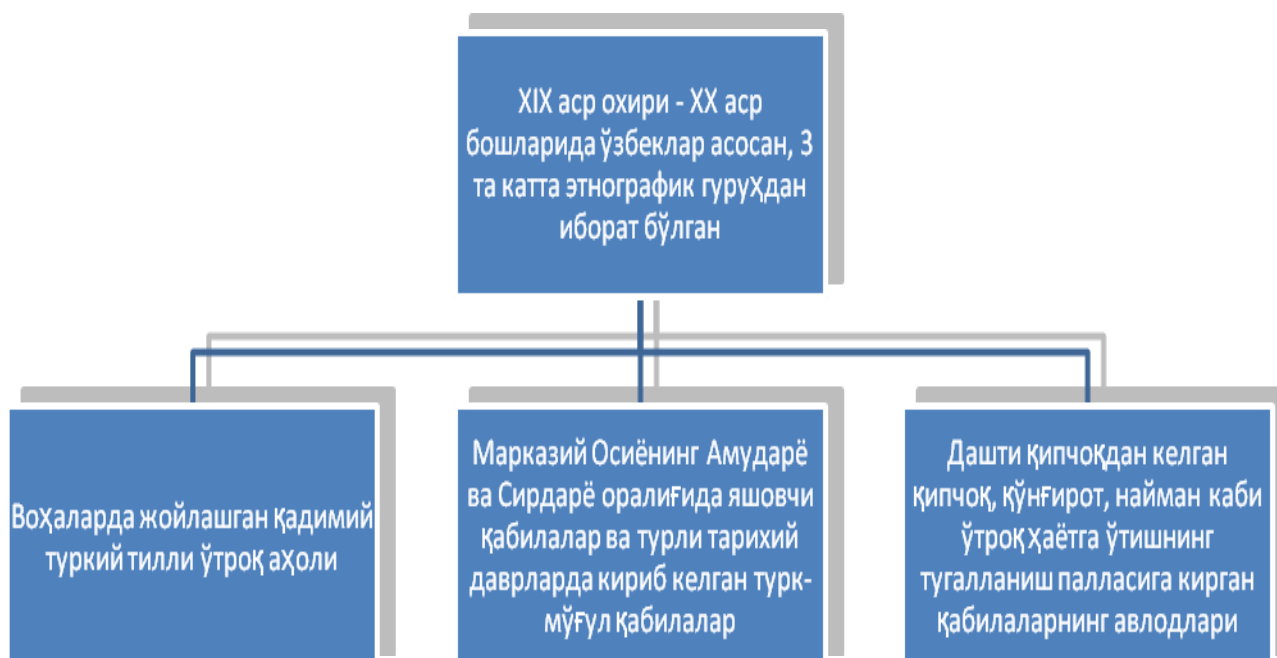 XIX аср охири - XX аср
бошларида ўзбеклар асосан, 3
та катта этнографик гуруҳдан
иборат бўлган
Воҳаларда жойлашган қадимий
туркий тилли ўтроқ аҳоли
Марказий Осиёнинг Амударё
ва Сирдарё оралиғида яшовчи
қабилалар ва турли тарихий
даврларда кириб келган турк-
мўғул қабилалар
Дашти қипчоқдан келган
қипчоқ, қўнғирот, найман каби
ўтроқ ҳаётга ўтишнинг
тугалланиш палласига кирган
қабилаларнинг авлодлари